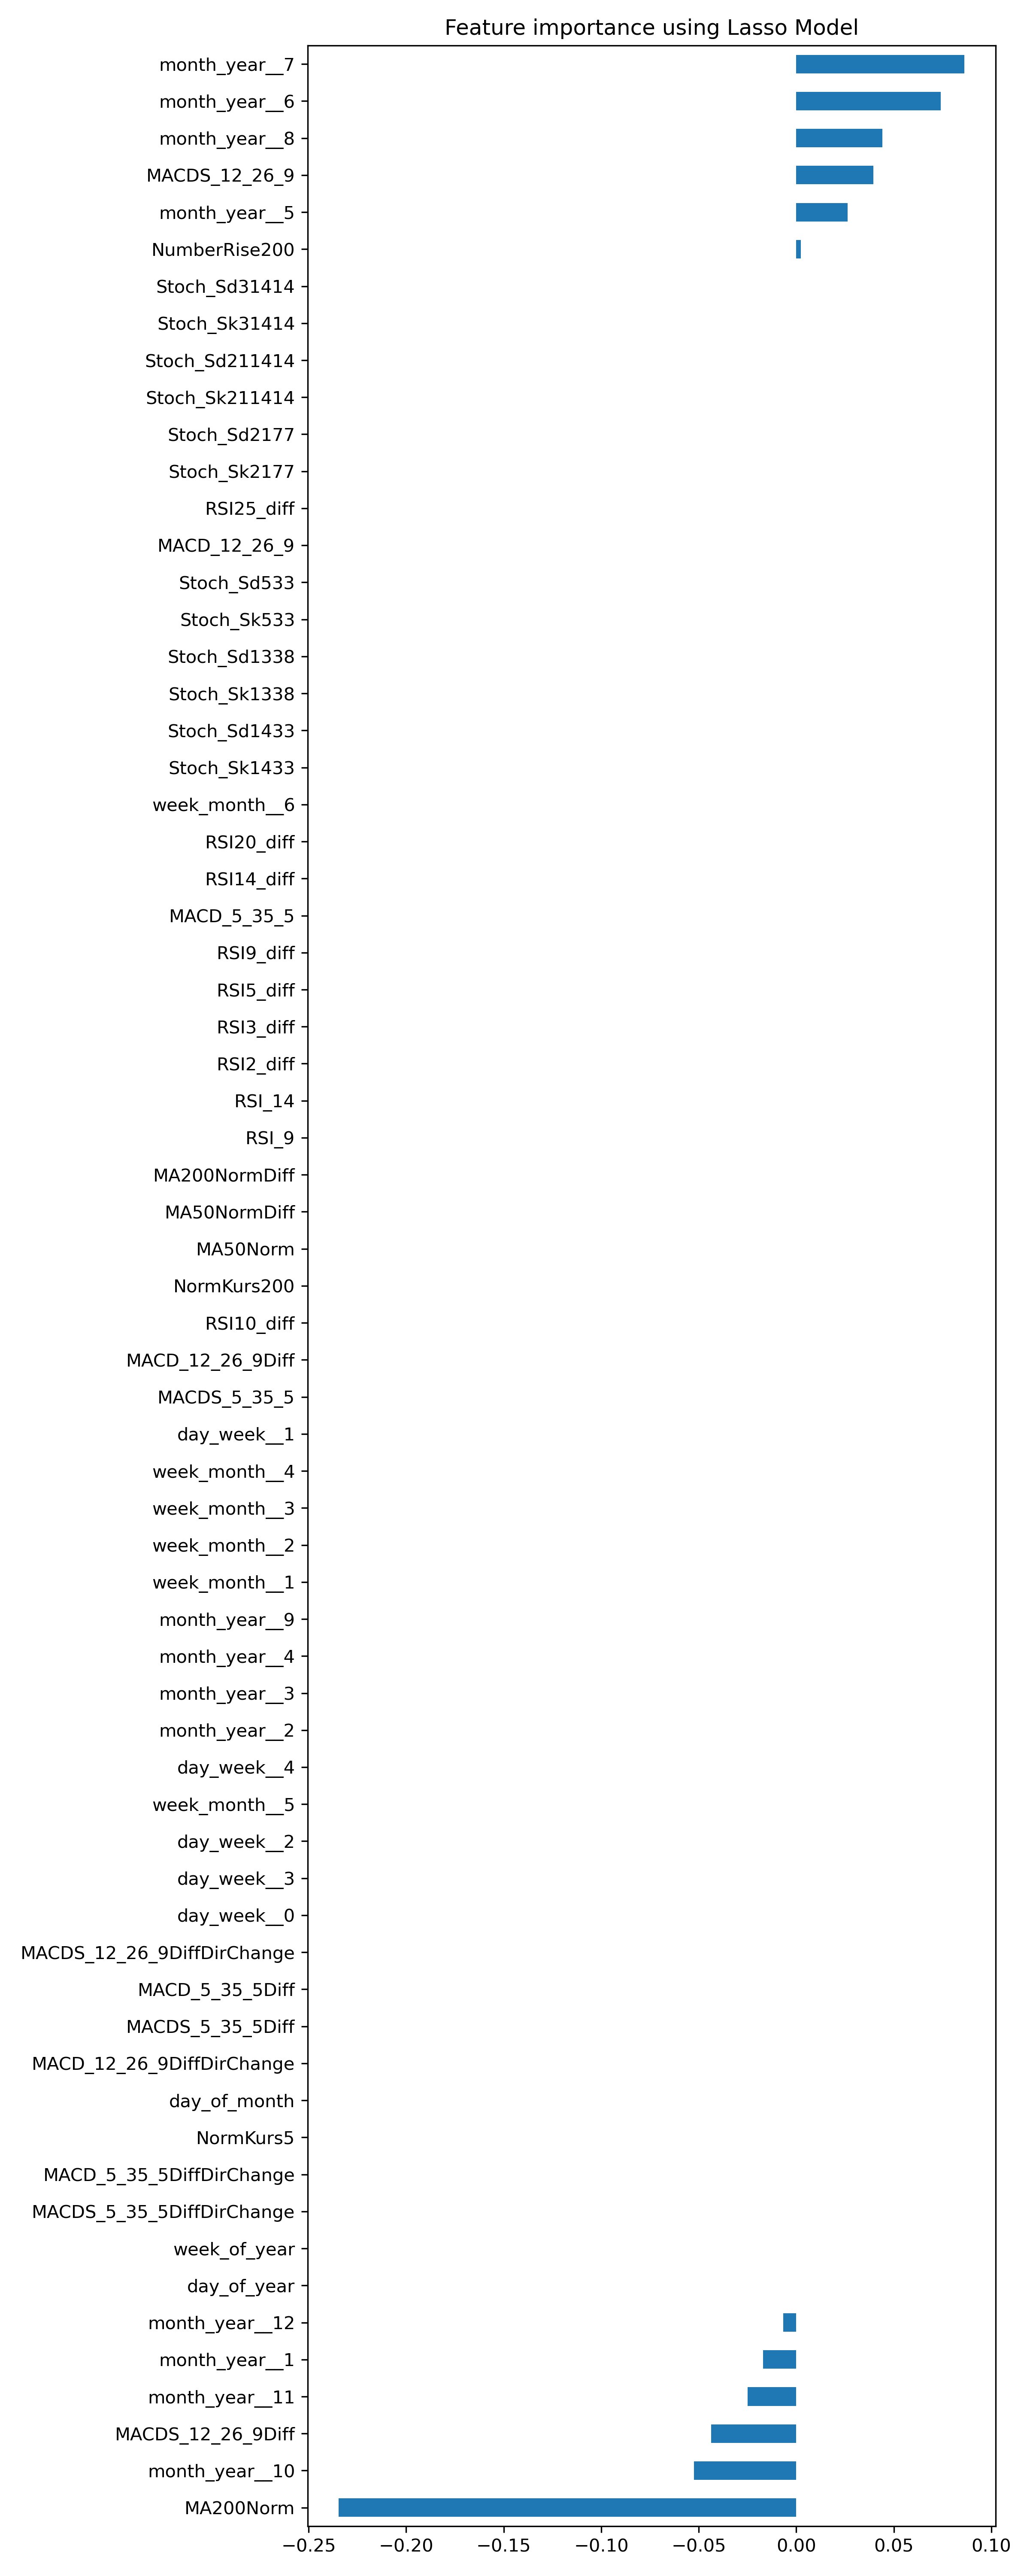 Feature importance using Lasso Model
month_year__7
month_year__6
month_year__8
MACDS_12_26_9
month_year__5
NumberRise200
Stoch_Sd31414
Stoch_Sk31414
Stoch_Sd211414
Stoch_Sk211414
Stoch_Sd2177
Stoch_Sk2177
RSI25_diff
MACD_12_26_9
Stoch_Sd533
Stoch_Sk533
Stoch_Sd1338
Stoch_Sk1338
Stoch_Sd1433
Stoch_Sk1433
week_month__6
RSI20_diff
RSI14_diff
MACD_5_35_5
RSI9_diff
RSI5_diff
RSI3_diff
RSI2_diff
RSI_14
RSI_9
MA200NormDiff
MA50NormDiff
MA50Norm
NormKurs200
RSI10_diff
MACD_12_26_9Diff
MACDS_5_35_5
day_week__1
week_month__4
week_month__3
week_month__2
week_month__1
month_year__9
month_year__4
month_year__3
month_year__2
day_week__4
week_month__5
day_week__2
day_week__3
day_week__0
MACDS_12_26_9DiffDirChange
MACD_5_35_5Diff
MACDS_5_35_5Diff
MACD_12_26_9DiffDirChange
day_of_month
NormKurs5
MACD_5_35_5DiffDirChange
MACDS_5_35_5DiffDirChange
week_of_year
day_of_year
month_year__12
month_year__1
month_year__11
MACDS_12_26_9Diff
month_year__10
MA200Norm
−0.25 −0.20 −0.15 −0.10 −0.05 0.00 0.05 0.10